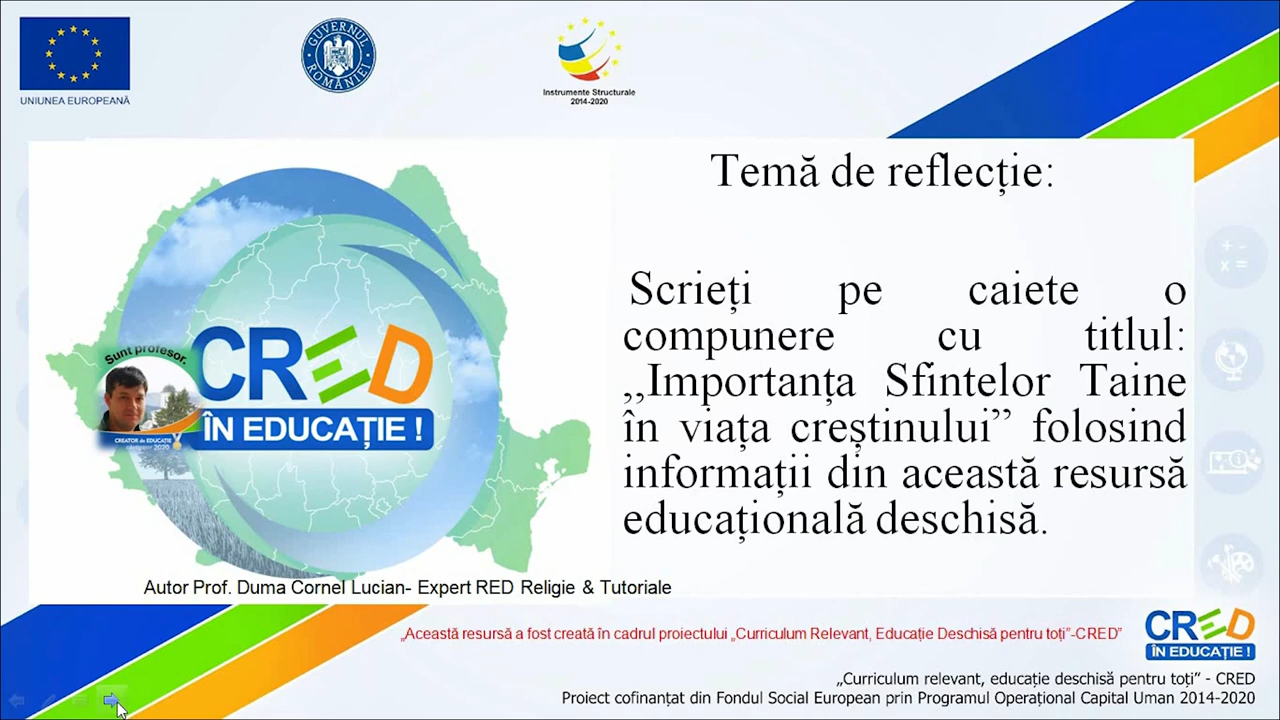 UNIUNEA EUROPEANĂ
GUVERNUL ROMÂNIEI
Instrumente Structurale
2014-2020
Temă de reflecție:
Scrieți pe caiete o
compunere cu titlul:
,,Importanța Sfintelor Taine
în viața creștinului” folosind
informații din această resursă
educațională deschisă.
Sunt profesor.
CRED
ÎN EDUCAȚIE !
CREATOR de EDUCAȚIE
Autor Prof. Duma Cornel Lucian- Expert RED Religie & Tutoriale
„Această resursă a fost creată în cadrul proiectului „Curriculum Relevant, Educație Deschisă pentru toți”-CRED”
CRED
ÎN EDUCAȚIE !
„Curriculum relevant, educație deschisă pentru toți” - CRED
Proiect cofinanțat din Fondul Social European prin Programul Operațional Capital Uman 2014-2020